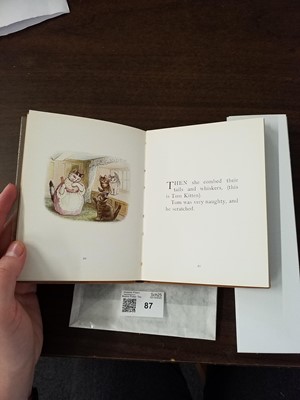 THEN she combed their
tails and whiskers (this
is Tom Kitten).
Tom was very naughty, and
he scratched.
87